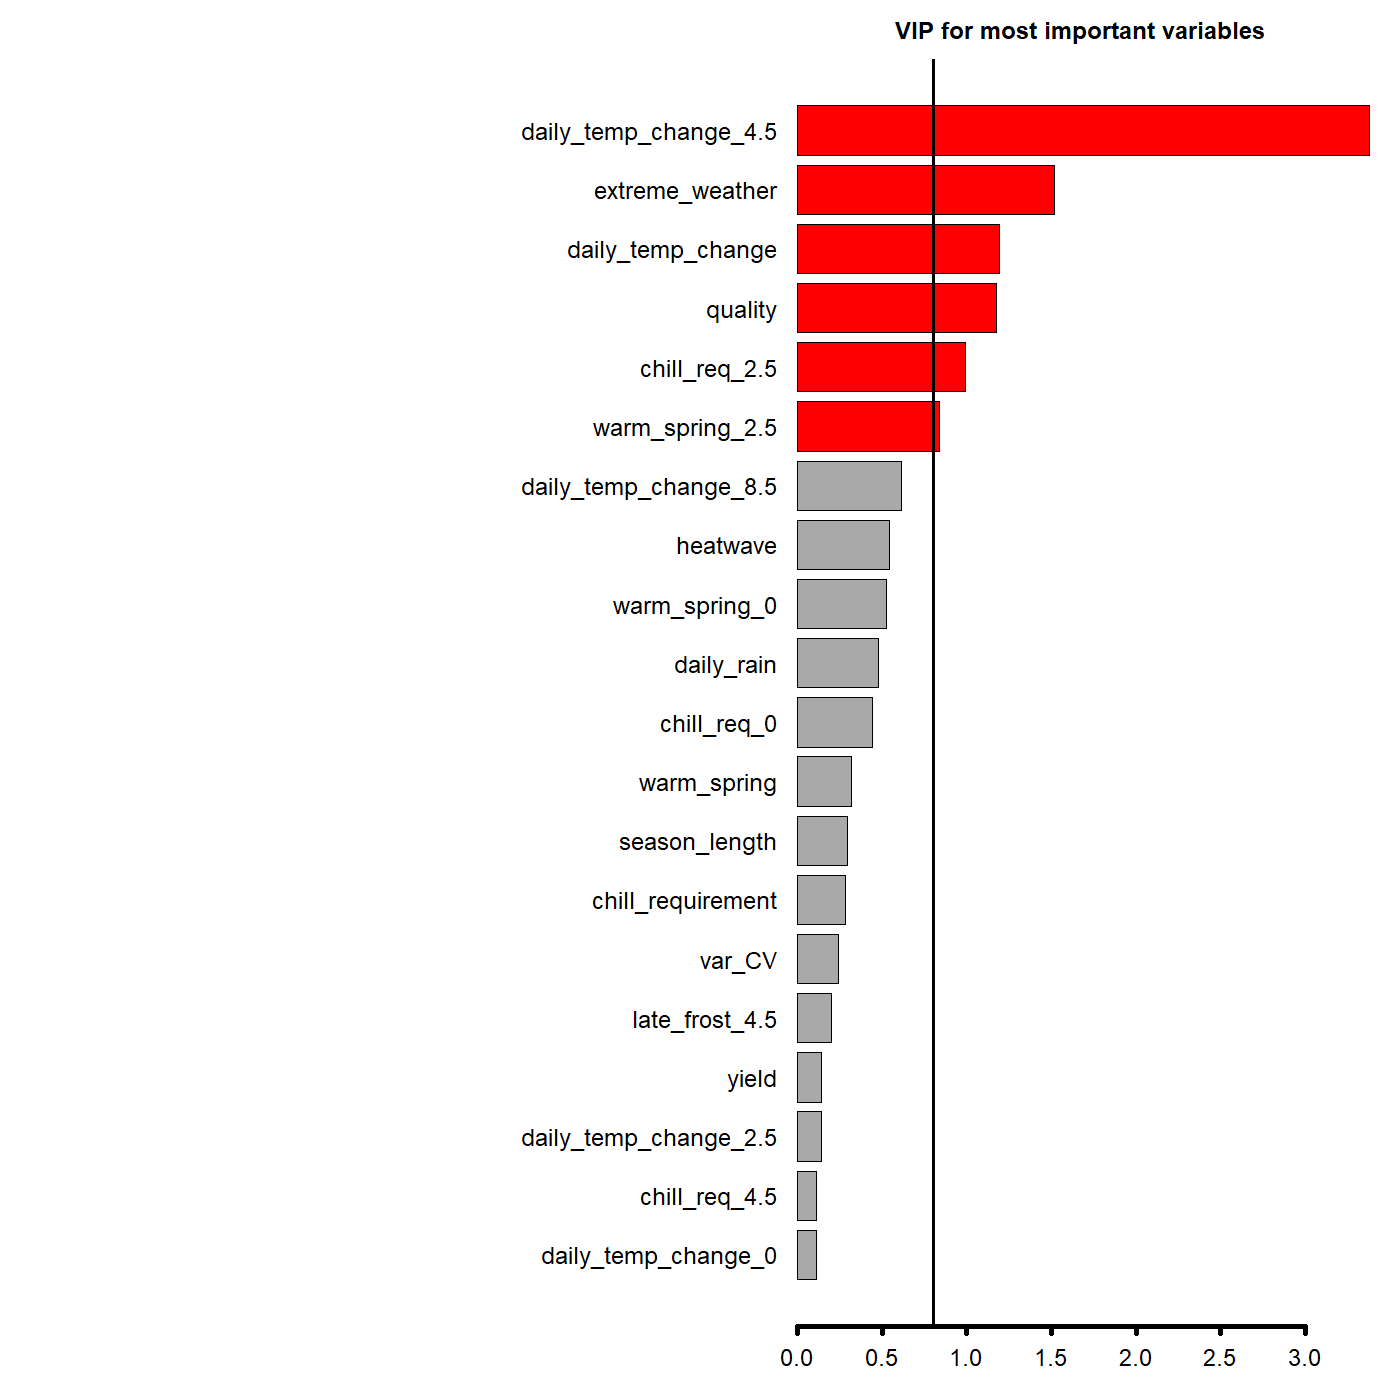 VIP for most important variables
daily_temp_change_4.5
extreme_weather
daily_temp_change
quality
chill_req_2.5
warm_spring_2.5
daily_temp_change_8.5
heatwave
warm_spring_0
daily_rain
chill_req_0
warm_spring
season_length
chill_requirement
var_CV
late_frost_4.5
yield
daily_temp_change_2.5
chill_req_4.5
daily_temp_change_0
0.0 0.5 1.0 1.5 2.0 2.5 3.0